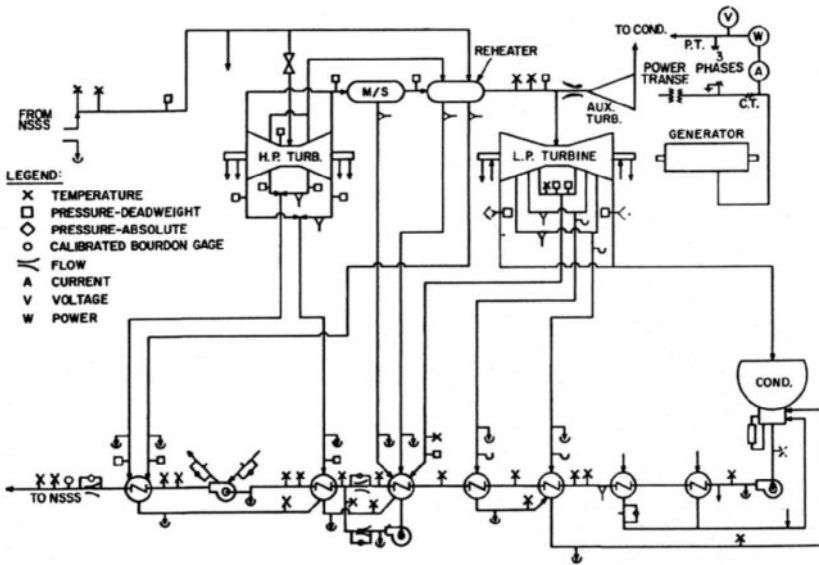 TO COND.
V
P.T.
W
3
PHASES
POWER
TRANSF.
A
C.T.
REHEATER
M/S
AUX.
TURB.
GENERATOR
FROM
NSSS
H.P. TURB.
L.P. TURBINE
LEGEND:
TEMPERATURE
PRESSURE-DEADWEIGHT
PRESSURE-ABSOLUTE
CALIBRATED BOURDON GAGE
FLOW
A CURRENT
V VOLTAGE
W POWER
COND.
TO NSSS